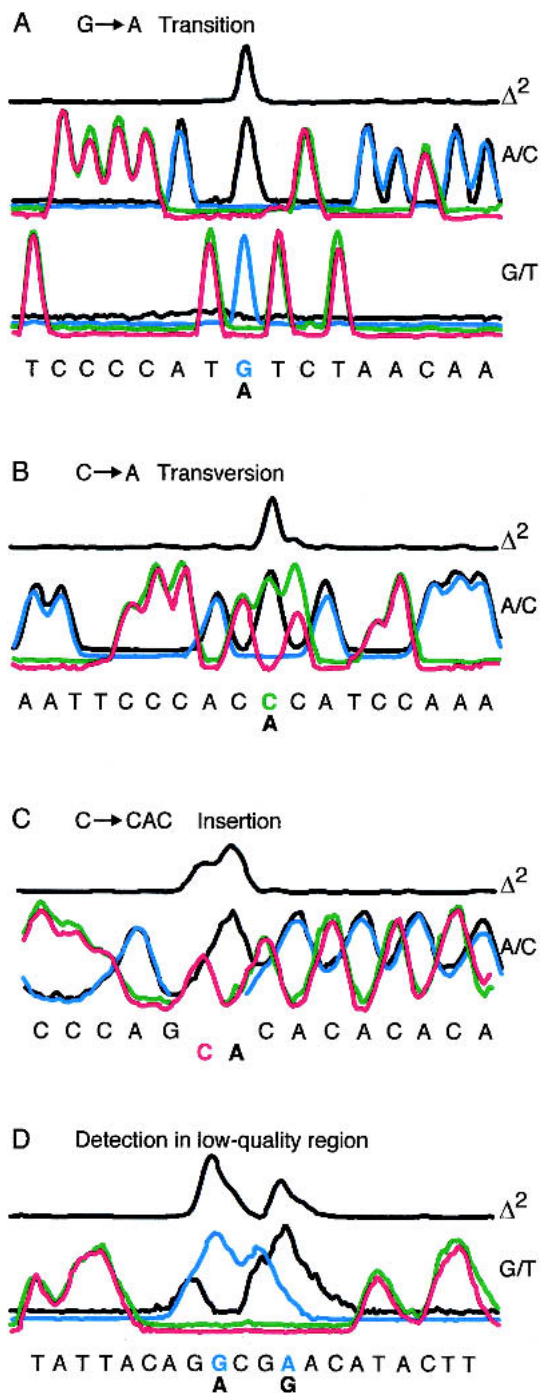 A G→A Transition
Δ²
A/C
G/T
T C C C C A T G T C T A A C A A
A
B C→A Transversion
Δ²
A/C
A A T T C C C A C C C A T C C A A A
A
C C→CAC Insertion
Δ²
A/C
C C C A G C A C A C A C A
C A
D Detection in low-quality region
Δ²
G/T
T A T T A C A G G C G A A C A T A C T T
A G